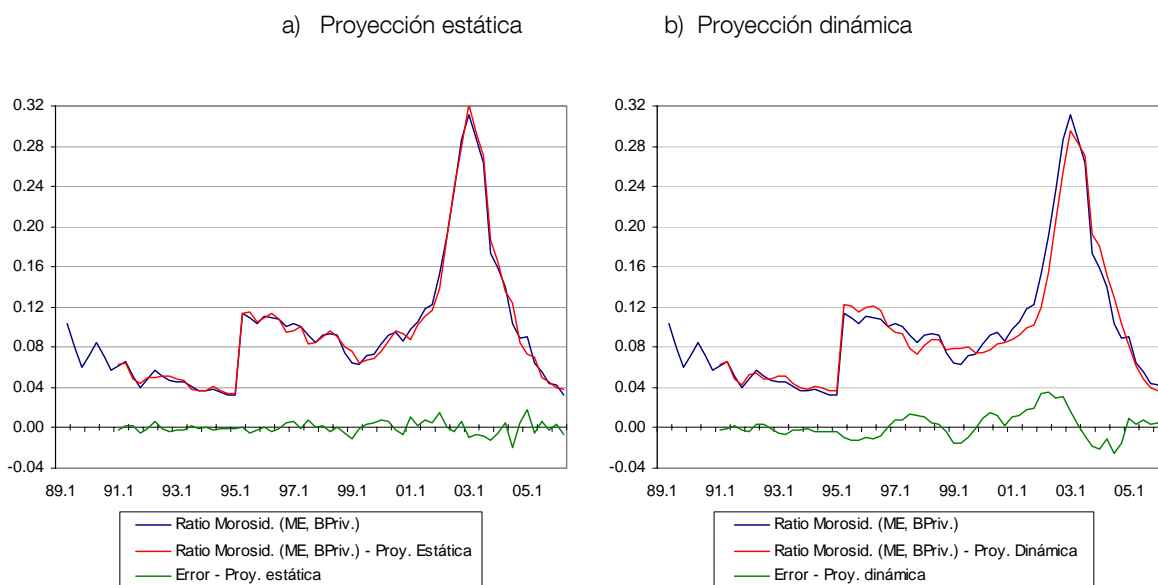 a) Proyección estática
0.32
0.28
0.24
0.20
0.16
0.12
0.08
0.04
0.00
-0.04
89.1 91.1 93.1 95.1 97.1 99.1 01.1 03.1 05.1
Ratio Morosid. (ME, BPriv.)
Ratio Morosid. (ME, BPriv.) - Proy. Estática
Error - Proy. estática
b) Proyección dinámica
0.32
0.28
0.24
0.20
0.16
0.12
0.08
0.04
0.00
-0.04
89.1 91.1 93.1 95.1 97.1 99.1 01.1 03.1 05.1
Ratio Morosid. (ME, BPriv.)
Ratio Morosid. (ME, BPriv.) - Proy. Dinámica
Error - Proy. dinámica